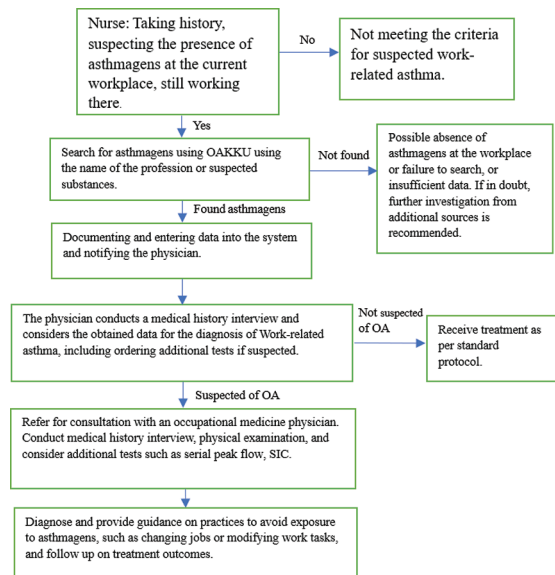 Nurse: Taking history,
suspecting the presence of
asthmagens at the current
workplace, still working
there.
No
Not meeting the criteria
for suspected work-
related asthma.
Yes
Search for asthmagens using OAKKU using
the name of the profession or suspected
substances.
Not found
Possible absence of
asthmagens at the workplace
or failure to search, or
insufficient data. If in doubt,
further investigation from
additional sources is
recommended.
Found asthmagens
Documenting and entering data into the system
and notifying the physician.
The physician conducts a medical history interview and
considers the obtained data for the diagnosis of Work-related
asthma, including ordering additional tests if suspected.
Not suspected
of OA
Receive treatment as
per standard
protocol.
Suspected of OA
Refer for consultation with an occupational medicine physician.
Conduct medical history interview, physical examination, and
consider additional tests such as serial peak flow, SIC.
Diagnose and provide guidance on practices to avoid exposure
to asthmagens, such as changing jobs or modifying work tasks,
and follow up on treatment outcomes.